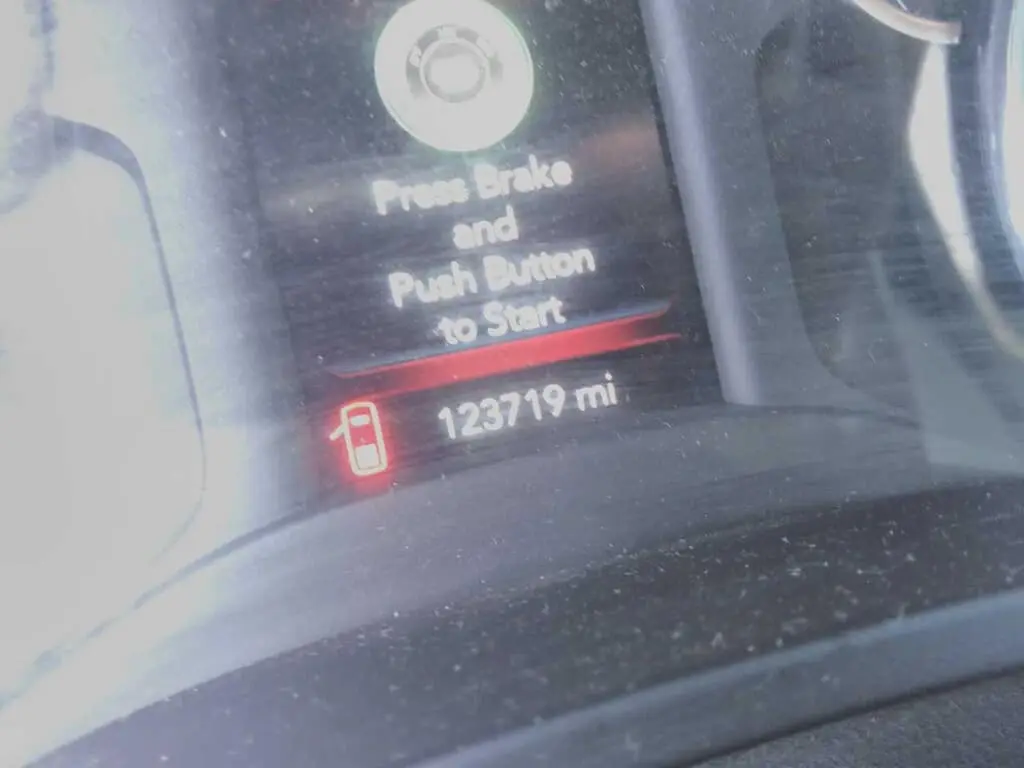 Press Brake
and
Push Button
to Start
123719 mi